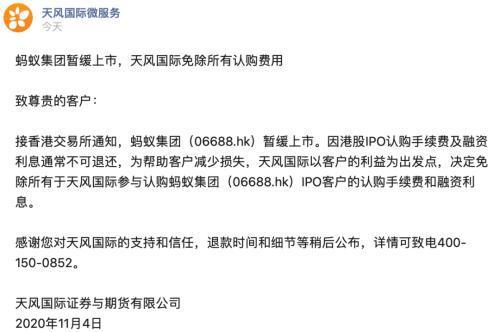 天风国际微服务
今天
蚂蚁集团暂缓上市，天风国际免除所有认购费用
致尊贵的客户：
接香港交易所通知，蚂蚁集团（06688.hk）暂缓上市。因港股IPO认购手续费及融资
利息通常不可退还，为帮助客户减少损失，天风国际以客户的利益为出发点，决定免
除所有于天风国际参与认购蚂蚁集团（06688.hk）IPO客户的认购手续费和融资利
息。
感谢您对天风国际的支持和信任，退款时间和细节等稍后公布，详情可致电400-
150-0852。
天风国际证券与期货有限公司
2020年11月4日